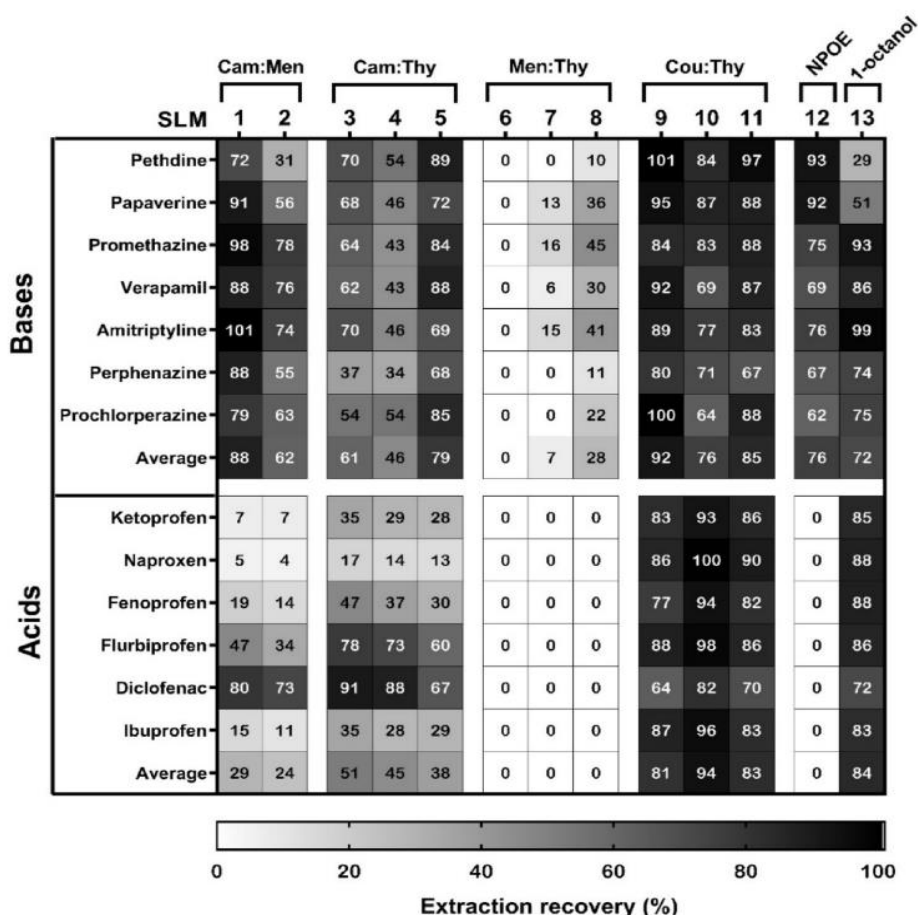 Cam:Men Cam:Thy Men:Thy Cou:Thy NPOE 1-octanol
SLM 1 2 3 4 5 6 7 8 9 10 11 12 13
Bases
Pethdine 72 31 70 54 89 0 0 10 101 84 97 93 29
Papaverine 91 56 68 46 72 0 13 36 95 87 88 92 51
Promethazine 98 78 64 43 84 0 16 45 84 83 88 75 93
Verapamil 88 76 62 43 88 0 6 30 92 69 87 69 86
Amitriptyline 101 74 70 46 69 0 15 41 89 77 83 76 99
Perphenazine 88 55 37 34 68 0 0 11 80 71 67 67 74
Prochlorperazine 79 63 54 54 85 0 0 22 100 64 88 62 75
Average 88 62 61 46 79 0 7 28 92 76 85 76 72
Acids
Ketoprofen 7 7 35 29 28 0 0 0 83 93 86 0 85
Naproxen 5 4 17 14 13 0 0 0 86 100 90 0 88
Fenoprofen 19 14 47 37 30 0 0 0 77 94 82 0 88
Flurbiprofen 47 34 78 73 60 0 0 0 88 98 86 0 86
Diclofenac 80 73 91 88 67 0 0 0 64 82 70 0 72
Ibuprofen 15 11 35 28 29 0 0 0 87 96 83 0 83
Average 29 24 51 45 38 0 0 0 81 94 83 0 84
0 20 40 60 80 100
Extraction recovery (%)